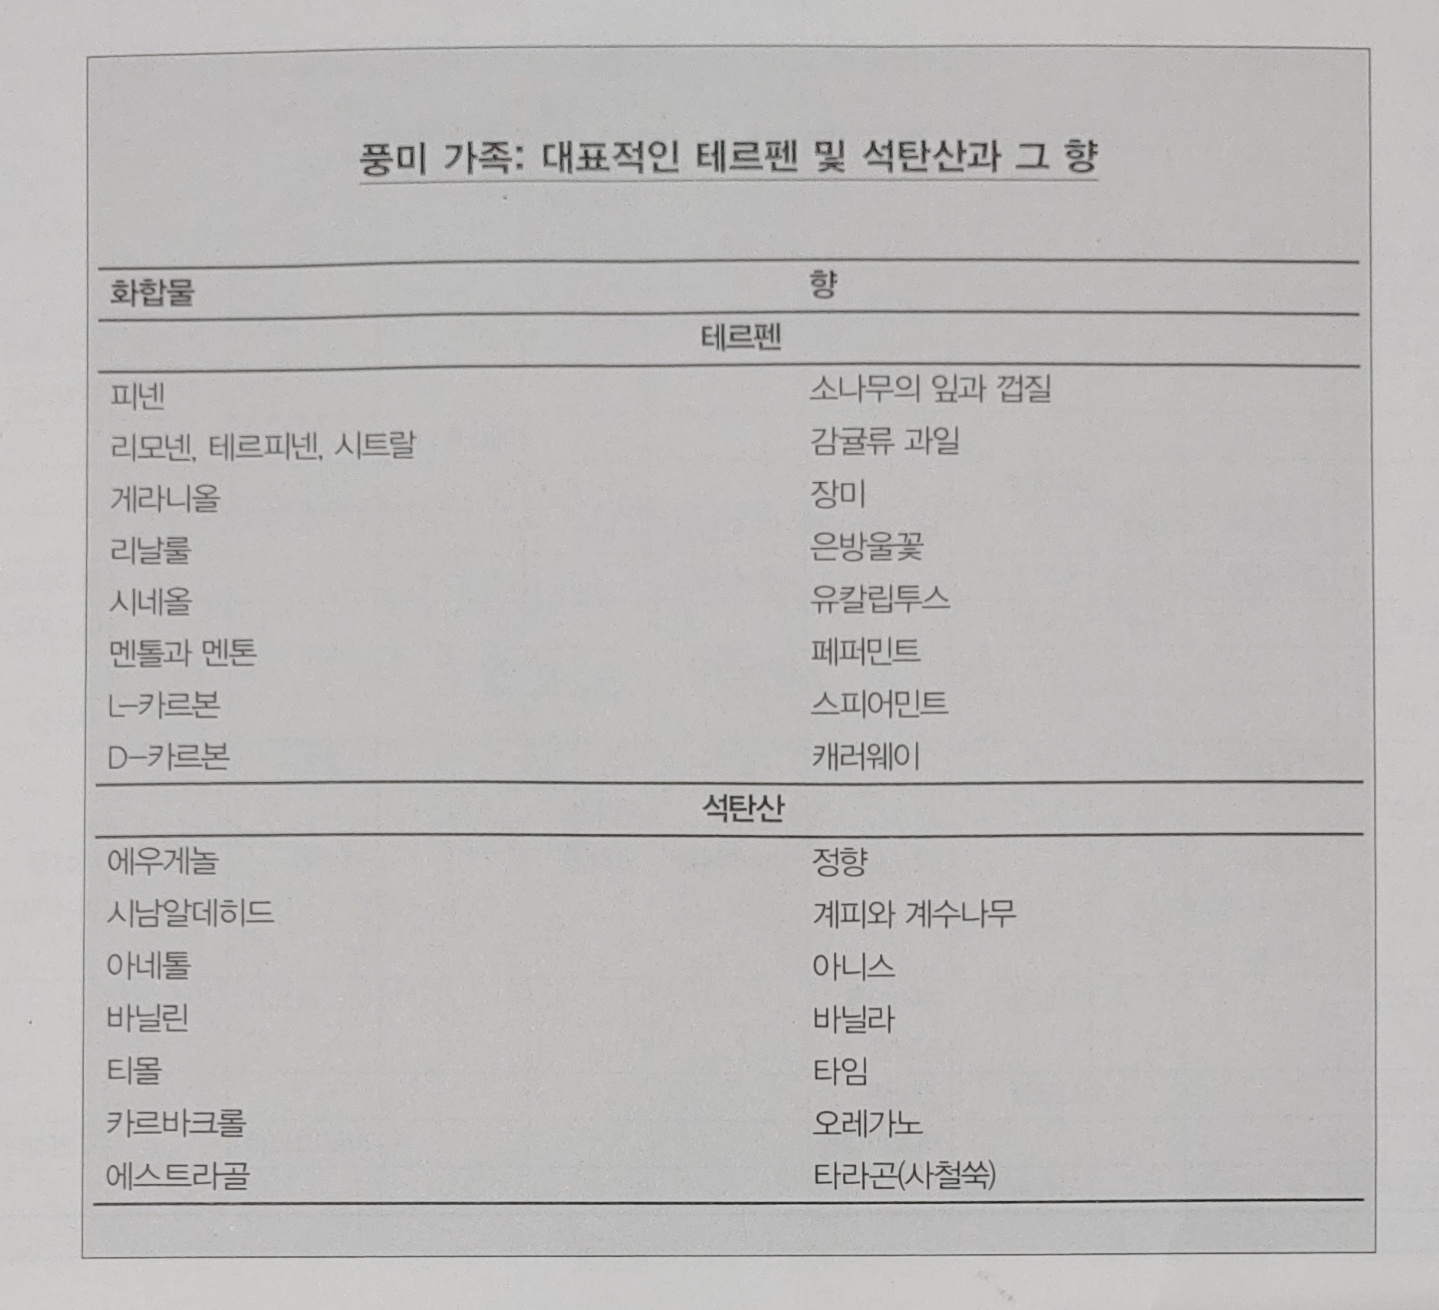 풍미 가족: 대표적인 테르펜 및 석탄산과 그 향
화합물 향
테르펜
피넨 소나무의 잎과 껍질
리모넨, 테르피넨, 시트랄 감귤류 과일
게라니올 장미
리날룰 은방울꽃
시네올 유칼립투스
멘톨과 멘톤 페퍼민트
L-카르본 스피어민트
D-카르본 캐러웨이
석탄산
에우게놀 정향
시남알데히드 계피와 계수나무
아네톨 아니스
바닐린 바닐라
티몰 타임
카르바크롤 오레가노
에스트라골 타라곤(사철쑥)